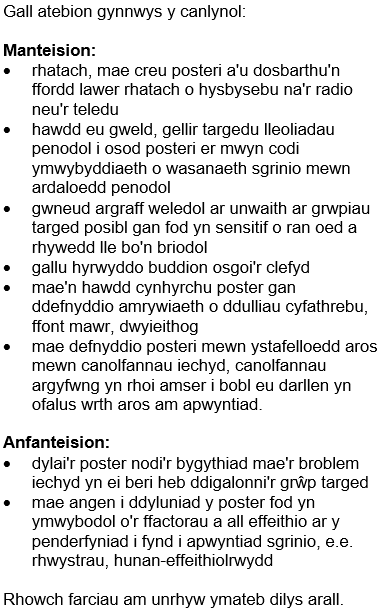 Gall atebion gynnwys y canlynol:
Manteision:
• rhatach, mae creu posteri a'u dosbarthu'n
ffordd lawer rhatach o hysbysebu na'r radio
neu'r teledu
• hawdd eu gweld, gellir targedu lleoliadau
penodol i osod posteri er mwyn codi
ymwybyddiaeth o wasanaeth sgrinio mewn
ardaloedd penodol
• gwneud argraff weledol ar unwaith ar grwpiau
targed posibl gan fod yn sensitif o ran oed a
rhywedd lle bo'n briodol
• gallu hyrwyddo buddion osgoi'r clefyd
• mae'n hawdd cynhyrchu poster gan
ddefnyddio amrywiaeth o ddulliau cyfathrebu,
ffont mawr, dwyieithog
• mae defnyddio posteri mewn ystafelloedd aros
mewn canolfannau iechyd, canolfannau
argyfwng yn rhoi amser i bobl eu darllen yn
ofalus wrth aros am apwyntiad.
Anfanteision:
• dylai'r poster nodi'r bygythiad mae'r broblem
iechyd yn ei beri heb ddigalonni'r grŵp targed
• mae angen i ddyluniad y poster fod yn
ymwybodol o'r ffactorau a all effeithio ar y
penderfyniad i fynd i apwyntiad sgrinio, e.e.
rhwystrau, hunan-effeithiolrwydd
Rhowch farciau am unrhyw ymateb dilys arall.